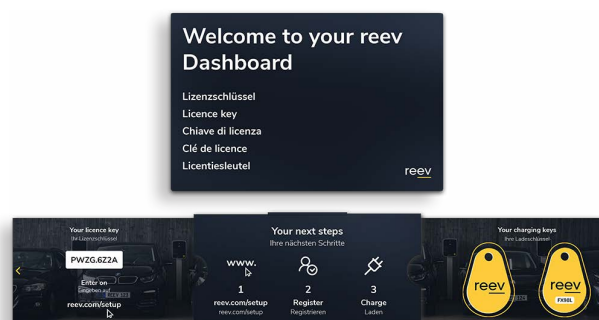 Welcome to your reev
Dashboard
Lizenzschlüssel
Licence key
Chiave di licenza
Clé de licence
Licentiesleutel
reev
Your licence key
Ihr Lizenzschlüssel
PWZG.6Z2A
Enter on
Eingeben auf
reev.com/setup
Your next steps
Ihre nächsten Schritte
www.
1
2
3
reev.com/setup
Register
Charge
reev.com/setup
Registrieren
Laden
Your charging keys
Ihre Ladeschlüssel
reev
reev